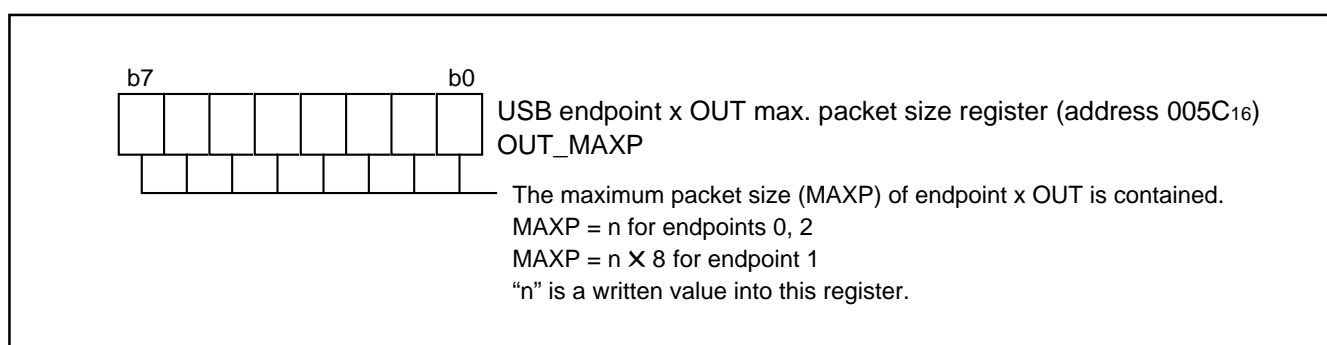 b7 b0
USB endpoint x OUT max. packet size register (address 005C₁₆)
OUT_MAXP
The maximum packet size (MAXP) of endpoint x OUT is contained.
MAXP = n for endpoints 0, 2
MAXP = n ✕ 8 for endpoint 1
“n” is a written value into this register.